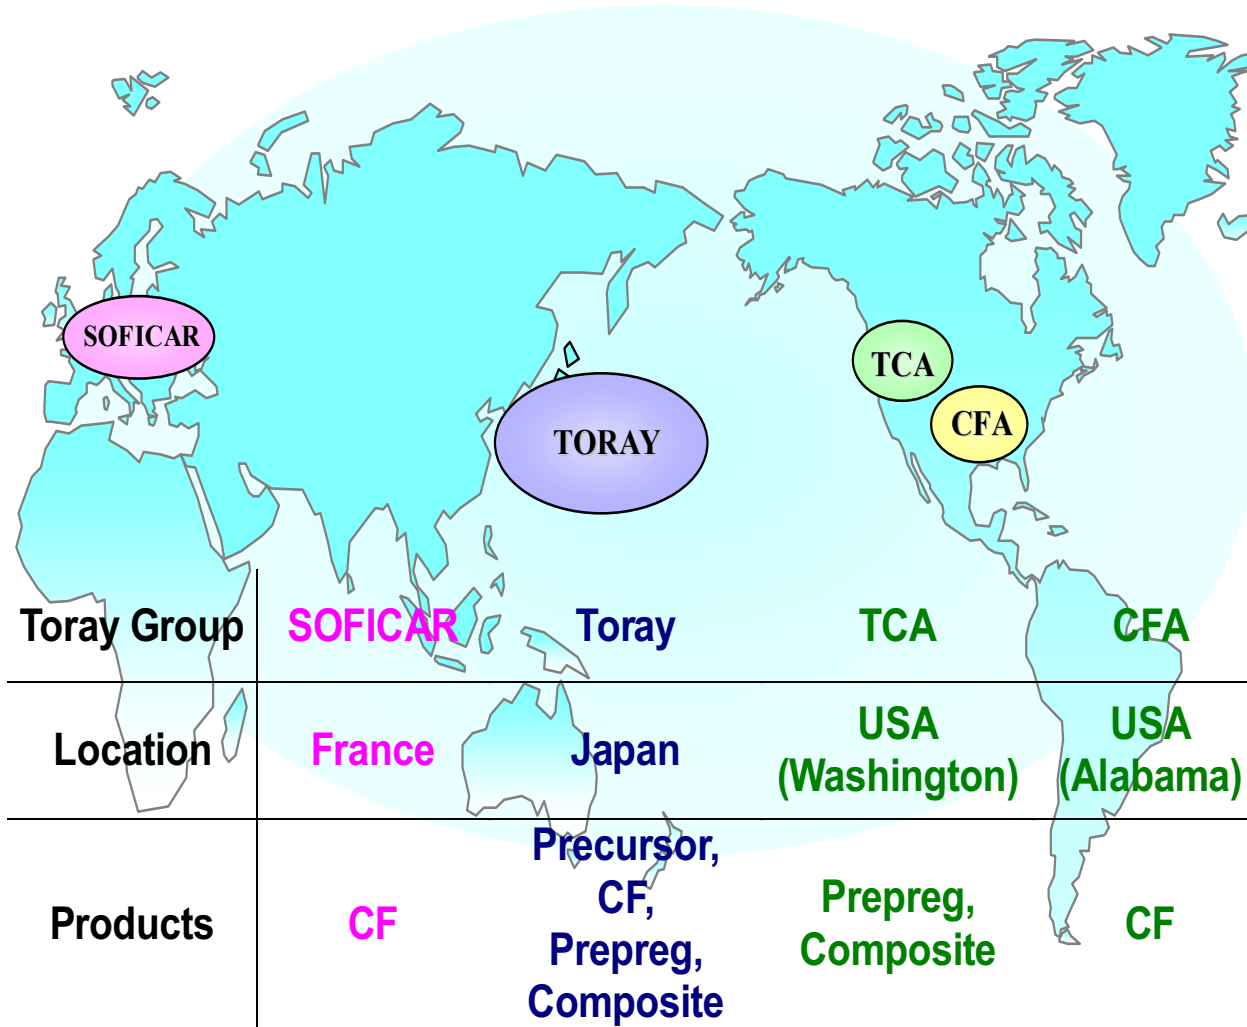 SOFICAR
TCA
CFA
TORAY
Toray Group SOFICAR Toray TCA CFA
Location France Japan USA (Washington) USA (Alabama)
Products CF Precursor, CF, Prepreg, Composite Prepreg, Composite CF